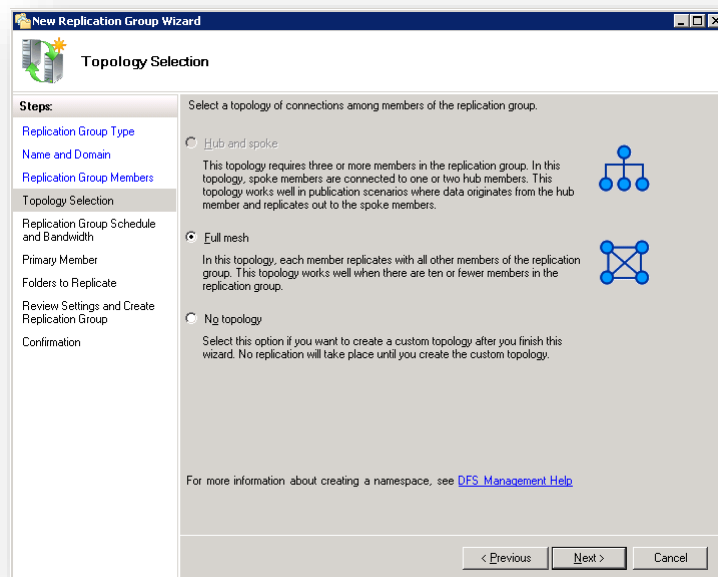 New Replication Group Wizard
Topology Selection
Steps:
Replication Group Type
Name and Domain
Replication Group Members
Topology Selection
Replication Group Schedule
and Bandwidth
Primary Member
Folders to Replicate
Review Settings and Create
Replication Group
Confirmation
Select a topology of connections among members of the replication group.
Hub and spoke
This topology requires three or more members in the replication group. In this
topology, spoke members are connected to one or two hub members. This
topology works well in publication scenarios where data originates from the hub
member and replicates out to the spoke members.
Full mesh
In this topology, each member replicates with all other members of the replication
group. This topology works well when there are ten or fewer members in the
replication group.
No topology
Select this option if you want to create a custom topology after you finish this
wizard. No replication will take place until you create the custom topology.
For more information about creating a namespace, see DFS Management Help
< Previous
Next >
Cancel